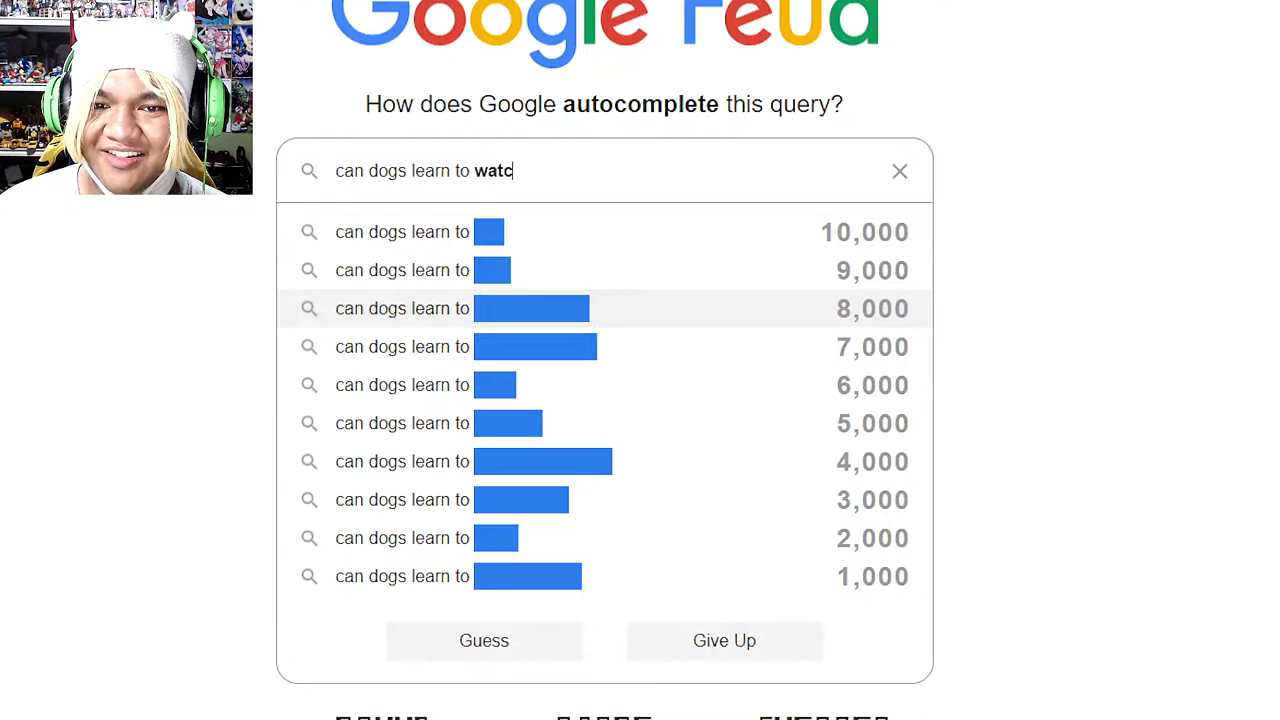 Google Feud
How does Google autocomplete this query?
can dogs learn to watc
can dogs learn to 10,000
can dogs learn to 9,000
can dogs learn to 8,000
can dogs learn to 7,000
can dogs learn to 6,000
can dogs learn to 5,000
can dogs learn to 4,000
can dogs learn to 3,000
can dogs learn to 2,000
can dogs learn to 1,000
Guess Give Up